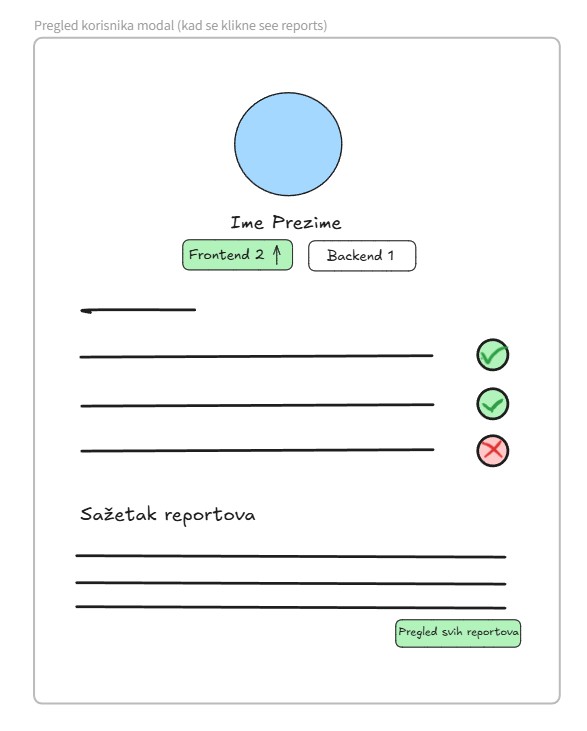 Pregled korisnika modal (kad se klikne see reports)
Ime Prezime
Frontend 2 ↑
Backend 1
Sažetak reportova
Pregled svih reportova